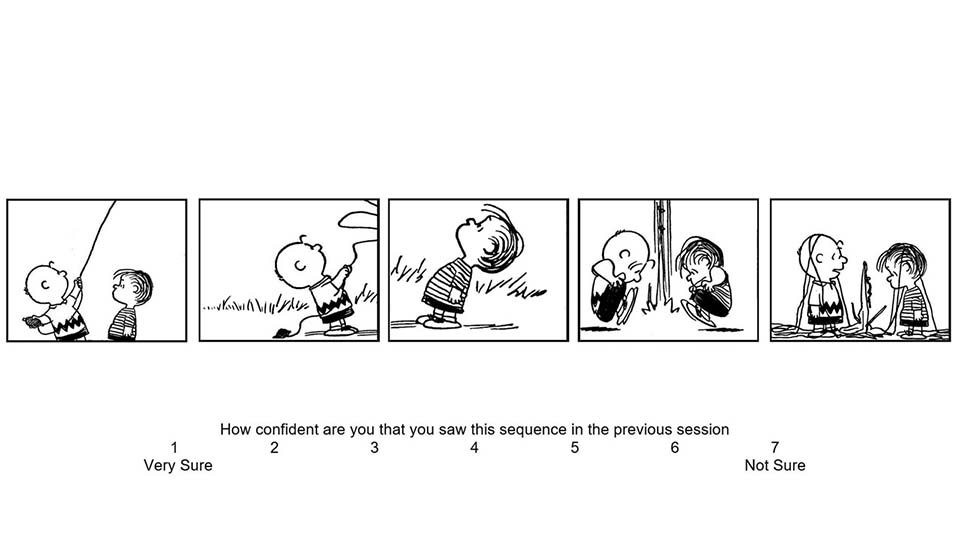 How confident are you that you saw this sequence in the previous session
1 2 3 4 5 6 7
Very Sure Not Sure